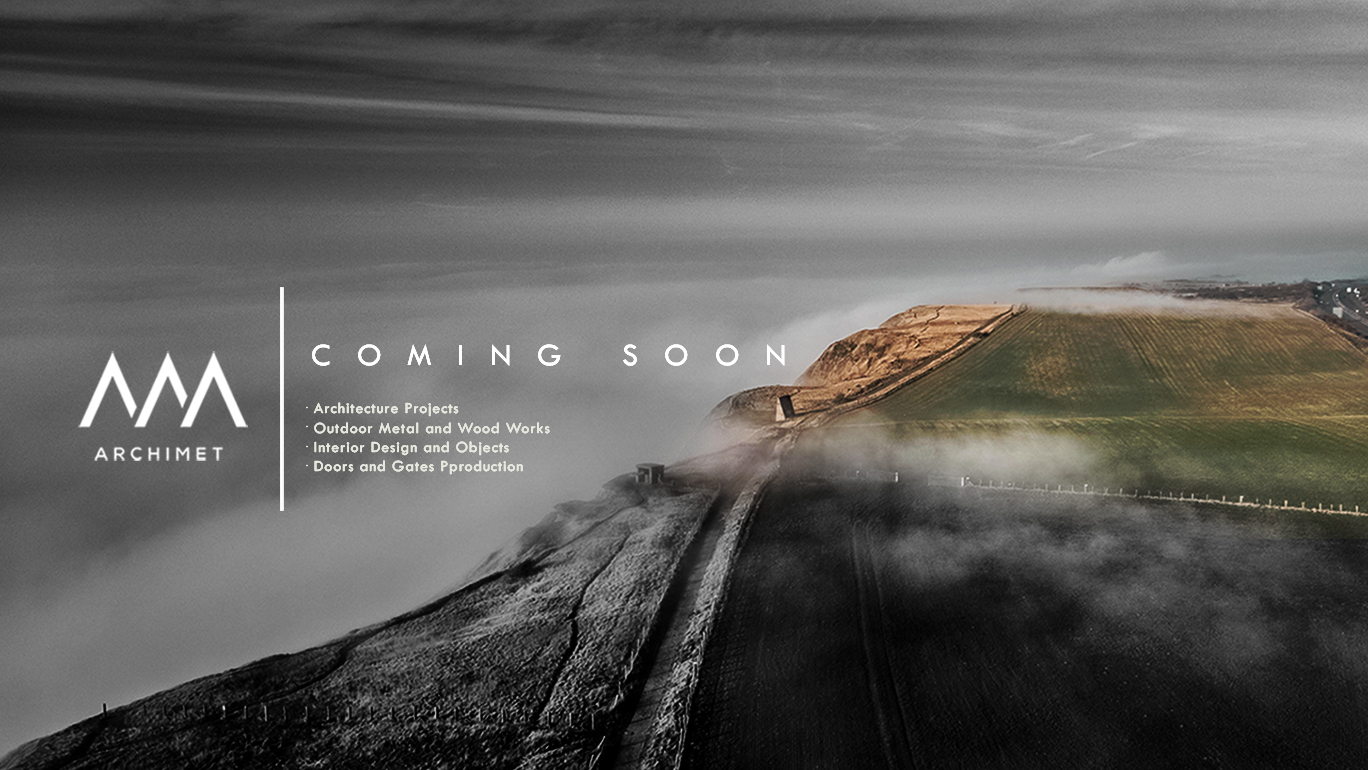 COMING SOON
ARCHIMET
· Architecture Projects
· Outdoor Metal and Wood Works
· Interior Design and Objects
· Doors and Gates Pproduction